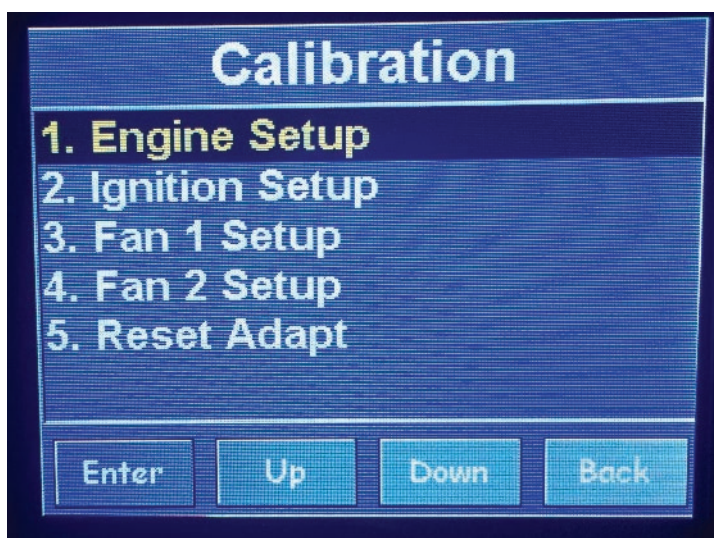 Calibration
1. Engine Setup
2. Ignition Setup
3. Fan 1 Setup
4. Fan 2 Setup
5. Reset Adapt
Enter Up Down Back